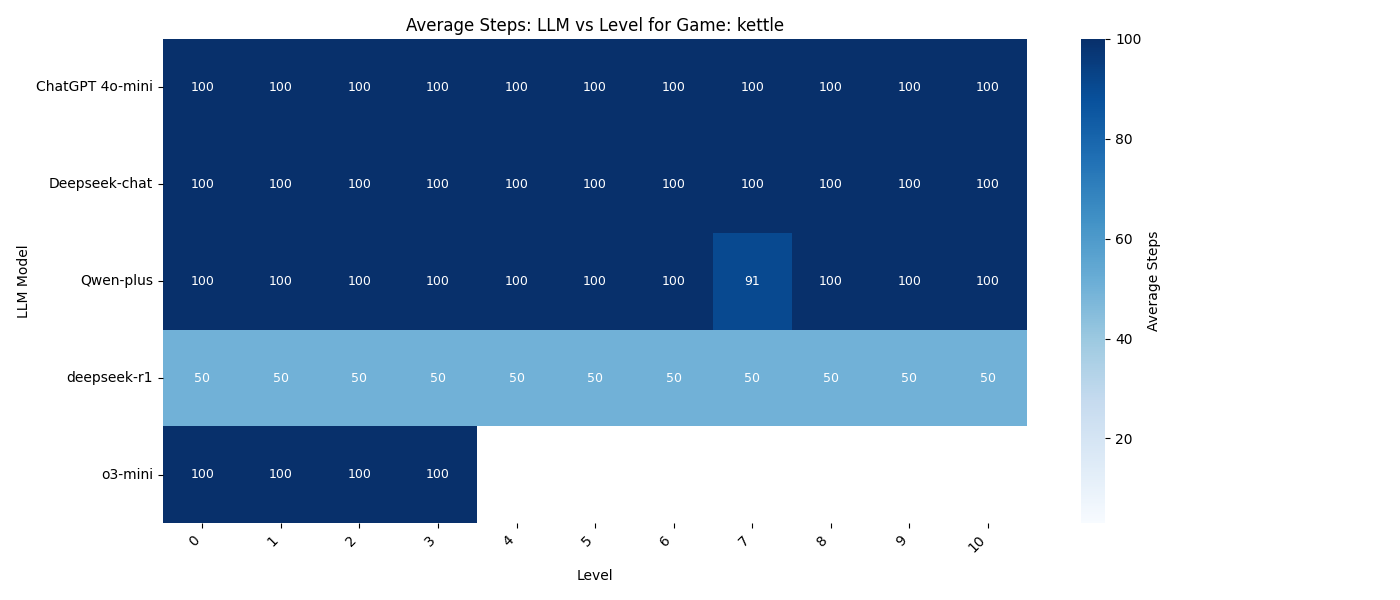 Average Steps: LLM vs Level for Game: kettle
ChatGPT 4o-mini 100 100 100 100 100 100 100 100 100 100 100
Deepseek-chat 100 100 100 100 100 100 100 100 100 100 100
Qwen-plus 100 100 100 100 100 100 100 91 100 100 100
deepseek-r1 50 50 50 50 50 50 50 50 50 50 50
o3-mini 100 100 100 100
0 1 2 3 4 5 6 7 8 9 10
Level
LLM Model
100
80
60
40
20
Average Steps